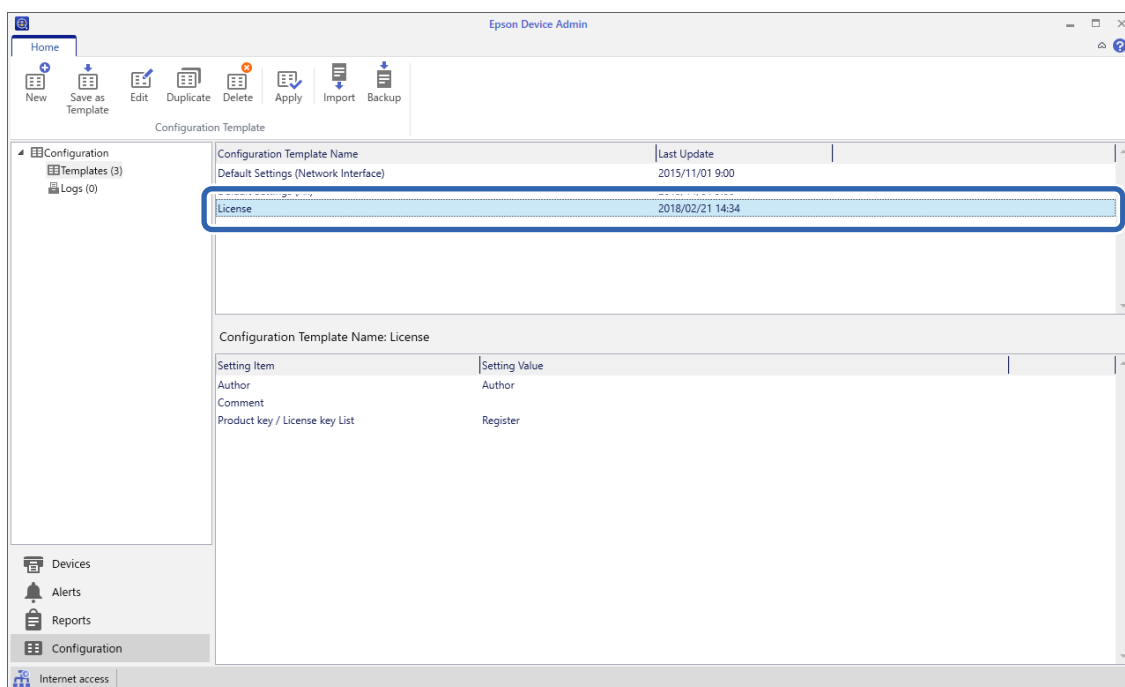 Epson Device Admin
Home
New
Save as
Template
Edit
Duplicate
Delete
Apply
Import
Backup
Configuration Template
Configuration
Templates (3)
Logs (0)
Configuration Template Name Last Update
Default Settings (Network Interface) 2015/11/01 9:00
License 2018/02/21 14:34
Configuration Template Name: License
Setting Item Setting Value
Author Author
Comment
Product key / License key List Register
Devices
Alerts
Reports
Configuration
Internet access